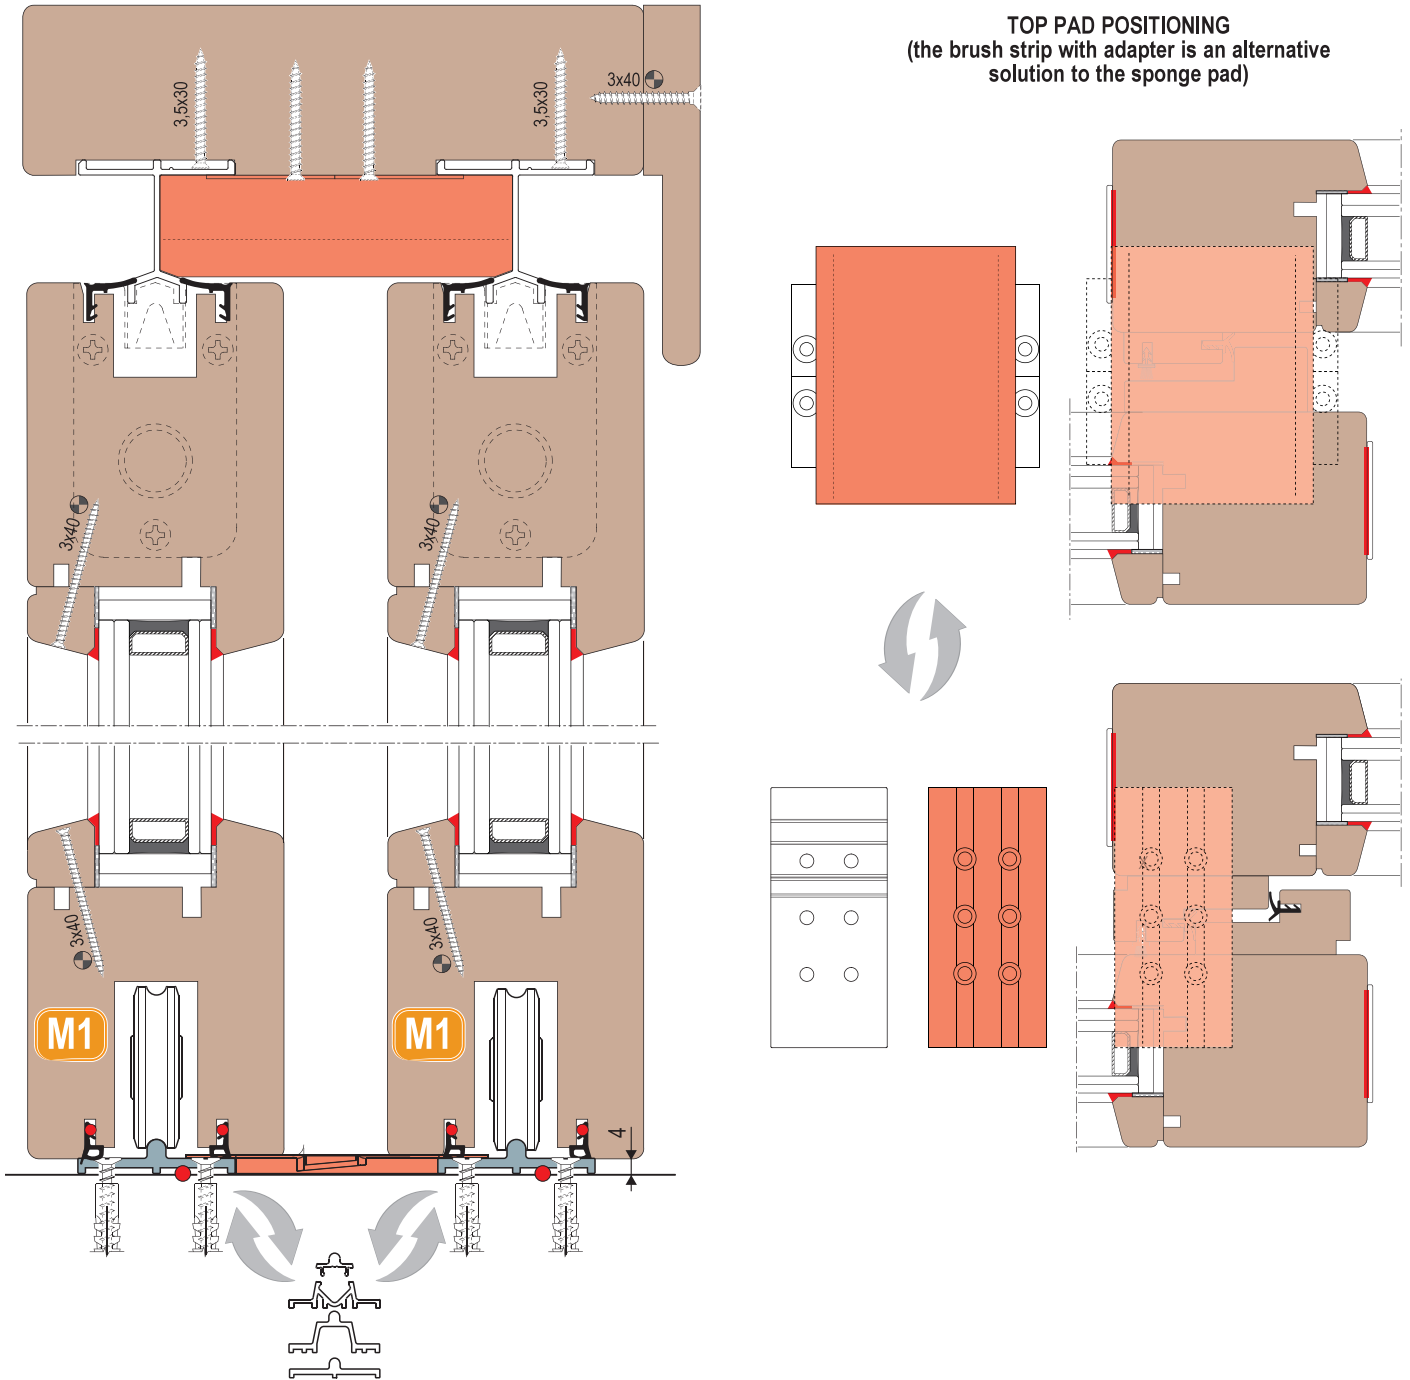 TOP PAD POSITIONING
(the brush strip with adapter is an alternative
solution to the sponge pad)
3,5x30
3,5x30
3x40
3x40
3x40
3x40
3x40
M1
M1
4